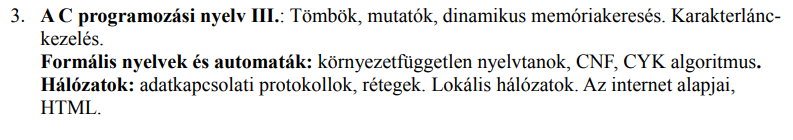 3. A C programozási nyelv III.: Tömbök, mutatók, dinamikus memóriakeresés. Karakterlánc-
kezelés.
Formális nyelvek és automaták: környezetfüggetlen nyelvtanok, CNF, CYK algoritmus.
Hálózatok: adatkapcsolati protokollok, rétegek. Lokális hálózatok. Az internet alapjai,
HTML.